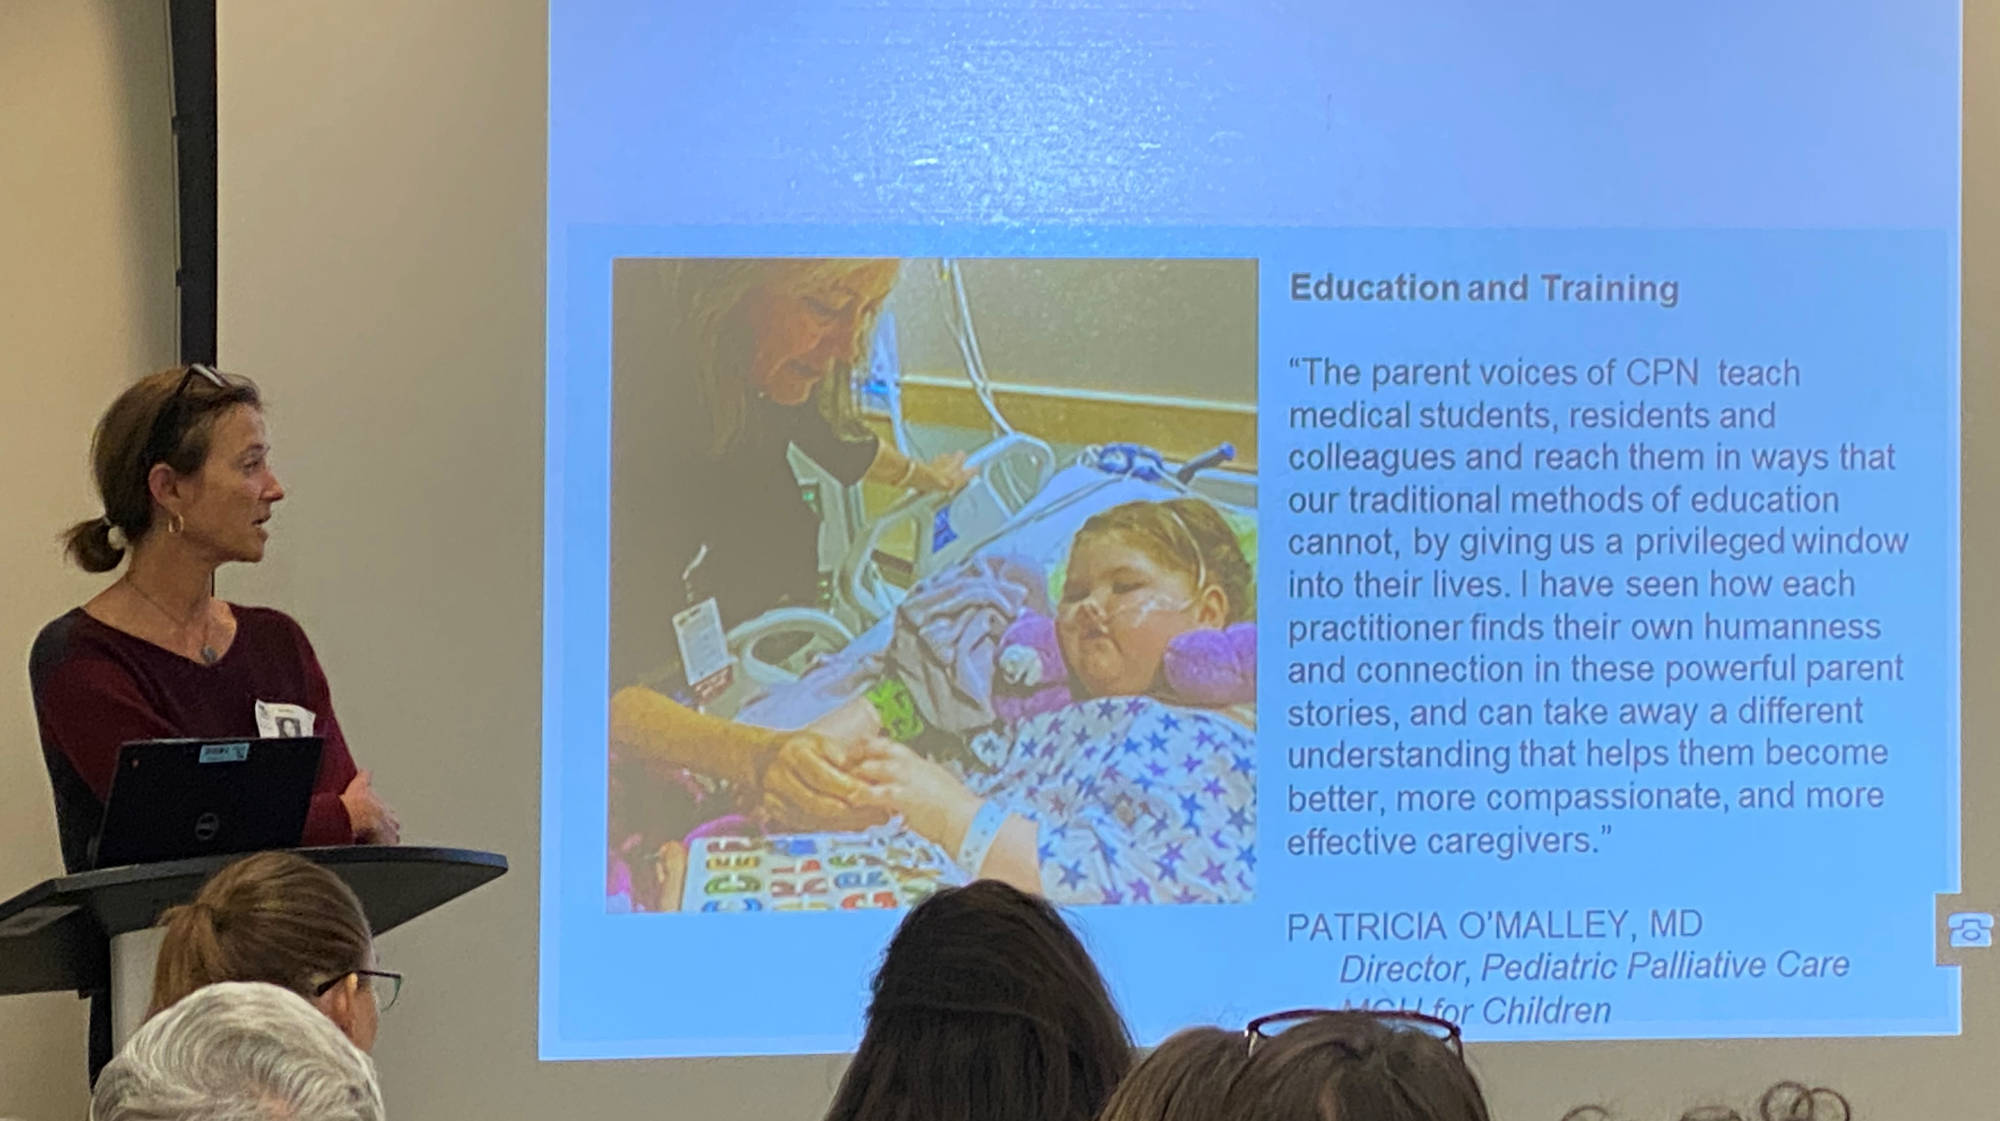 Education and Training
“The parent voices of CPN teach
medical students, residents and
colleagues and reach them in ways that
our traditional methods of education
cannot, by giving us a privileged window
into their lives. I have seen how each
practitioner finds their own humanness
and connection in these powerful parent
stories, and can take away a different
understanding that helps them become
better, more compassionate, and more
effective caregivers.”
PATRICIA O'MALLEY, MD
Director, Pediatric Palliative Care
MGH for Children
DELL